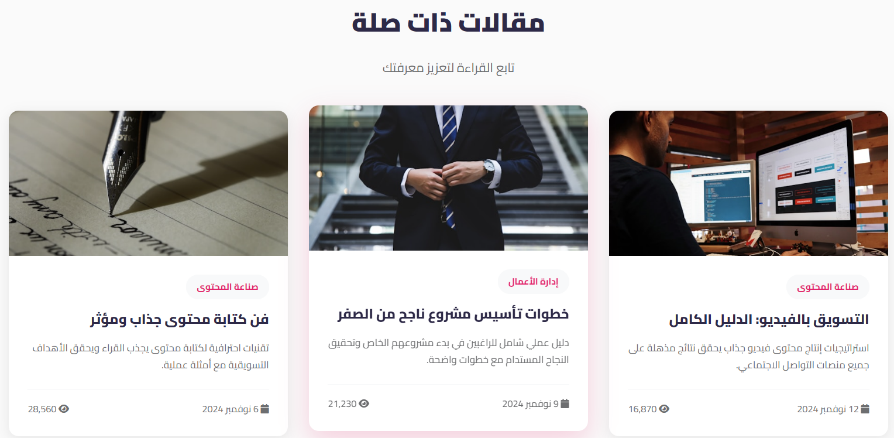 مقالات ذات صلة
تابع القراءة لتعزيز معرفتك
صناعة المحتوى
التسويق بالفيديو: الدليل الكامل
استراتيجيات إنتاج محتوى فيديو جذاب يحقق نتائج مذهلة على
جميع منصات التواصل الاجتماعي.
12 نوفمبر 2024
16,870
إدارة الأعمال
خطوات تأسيس مشروع ناجح من الصفر
دليل عملي شامل للراغبين في بدء مشروعهم الخاص وتحقيق
النجاح المستدام مع خطوات واضحة.
9 نوفمبر 2024
21,230
صناعة المحتوى
فن كتابة محتوى جذاب ومؤثر
تقنيات احترافية لكتابة محتوى يجذب القراء ويحقق الأهداف
التسويقية مع أمثلة عملية.
6 نوفمبر 2024
28,560